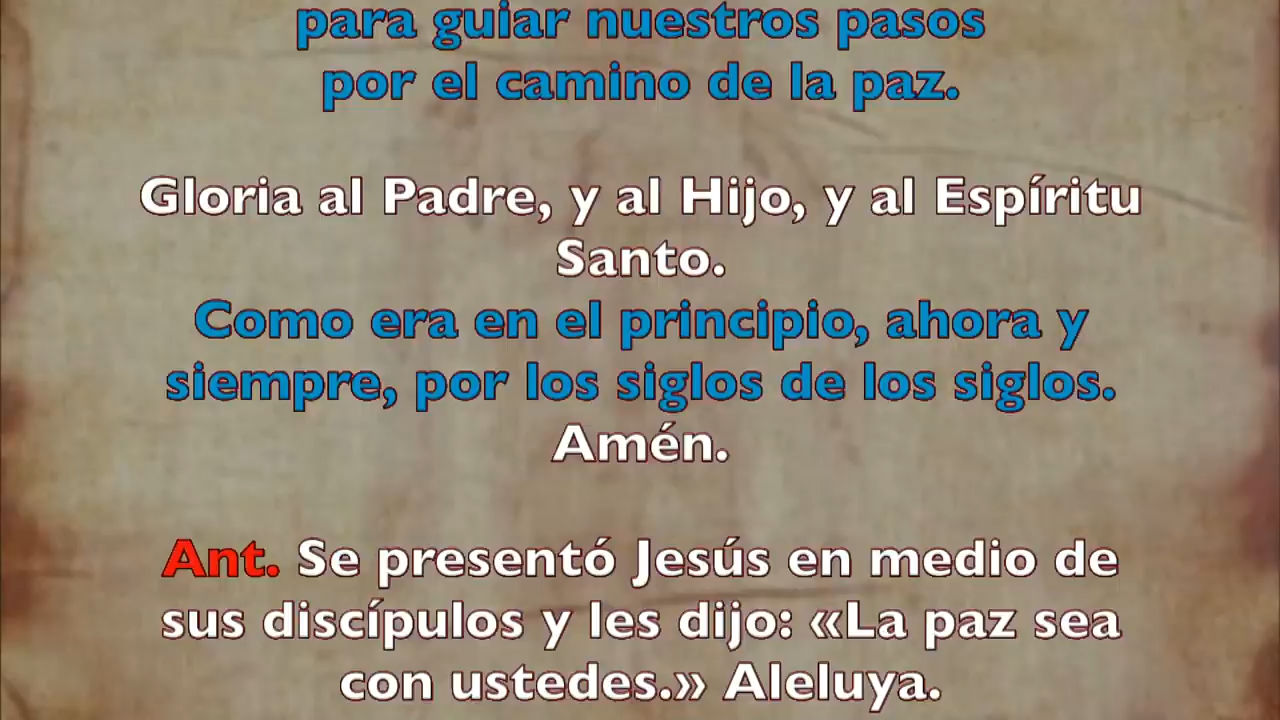 para guiar nuestros pasos
por el camino de la paz.
Gloria al Padre, y al Hijo, y al Espíritu
Santo.
Como era en el principio, ahora y
siempre, por los siglos de los siglos.
Amén.
Ant. Se presentó Jesús en medio de
sus discípulos y les dijo: «La paz sea
con ustedes.» Aleluya.